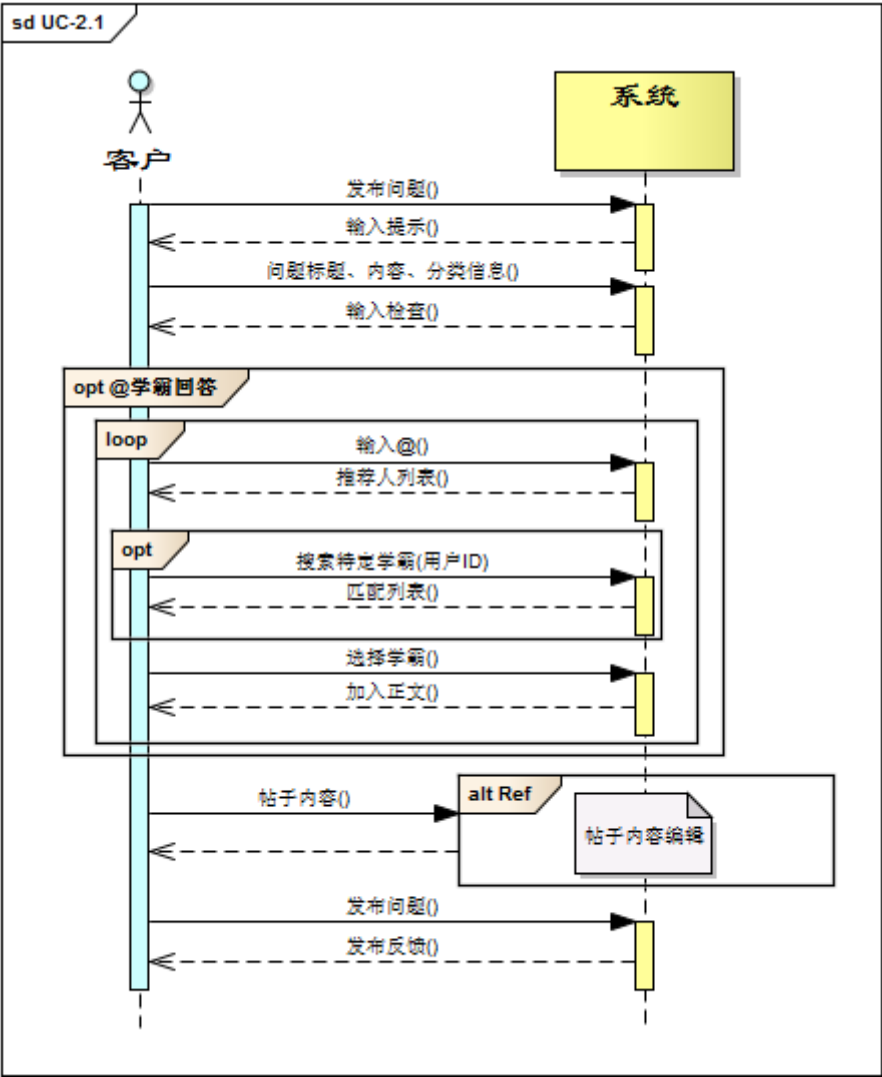 sd UC-2.1
系统
客户
发布问题()
输入提示()
问题标题、内容、分类信息()
输入检查()
opt @学霸回答
loop
输入@()
推荐人列表()
opt
搜索特定学霸(用户ID)
匹配列表()
选择学霸()
加入正文()
帖子内容()
alt Ref
帖子内容编辑
发布问题()
发布反馈()